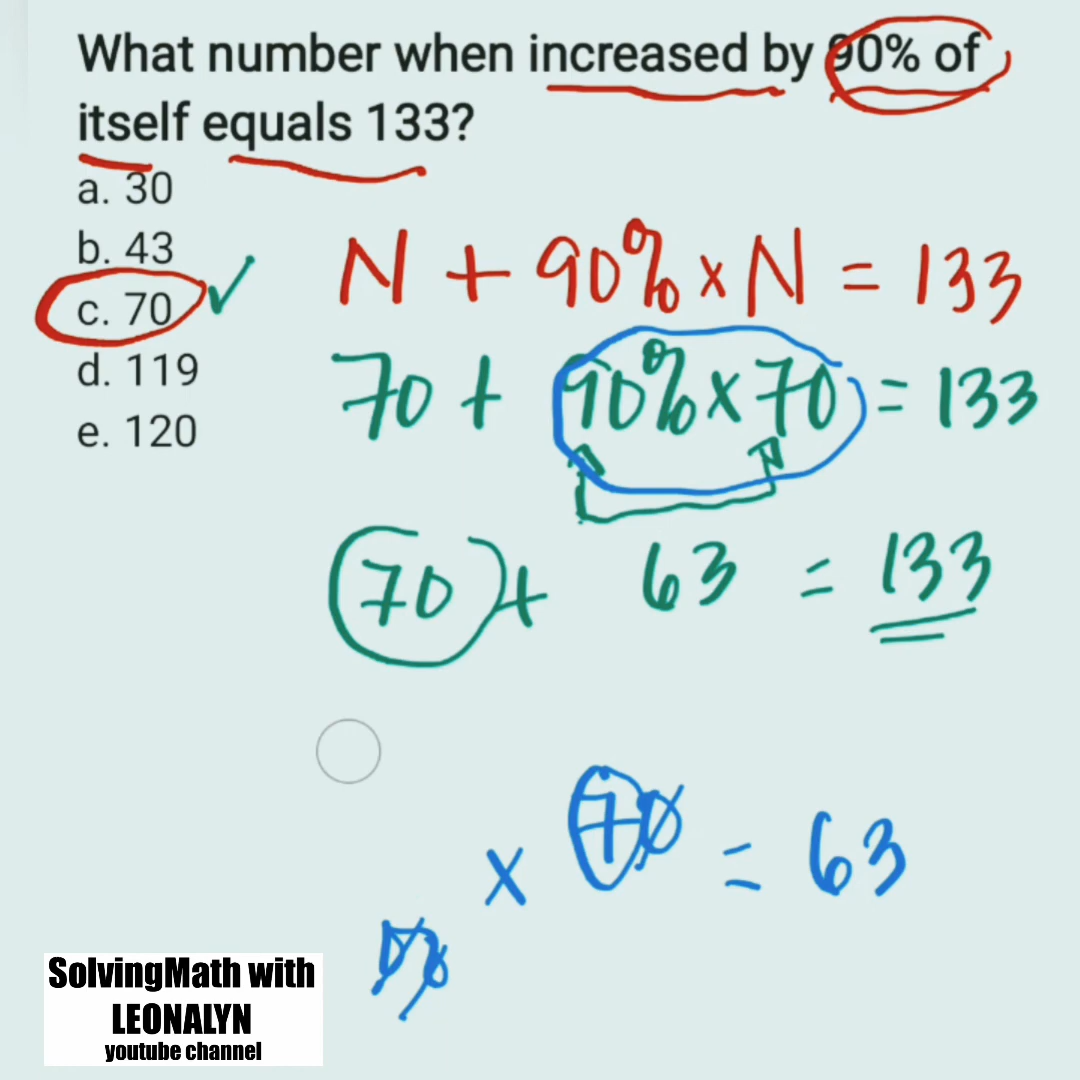 What number when increased by 90% of
itself equals 133?
a. 30
b. 43
c. 70
d. 119
e. 120
N + 90% x N = 133
70 + 90% x 70 = 133
70 + 63 = 133
x 70 = 63
SolvingMath with
LEONALYN
youtube channel